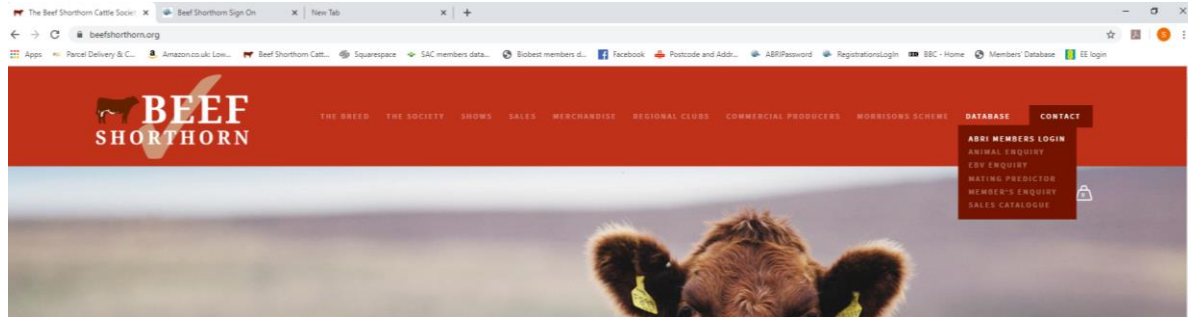 The Beef Shorthorn Cattle Societ
Beef Shorthorn Sign On
New Tab
beefshorthorn.org
Apps
Parcel Delivery & C...
Amazon.co.uk: Low...
Beef Shorthorn Catt...
Squarespace
SAC members data...
Biobest members d...
Facebook
Postcode and Addr...
ABRIPassword
RegistrationsLogin
BBC - Home
Members' Database
EE login
BEEF
SHORTHORN
THE BREED
THE SOCIETY
SHOWS
SALES
MERCHANDISE
REGIONAL CLUBS
COMMERCIAL PRODUCERS
MORRISONS SCHEME
DATABASE
CONTACT
ABRI MEMBERS LOGIN
ANIMAL ENQUIRY
EBV ENQUIRY
MATING PREDICTOR
MEMBER'S ENQUIRY
SALES CATALOGUE